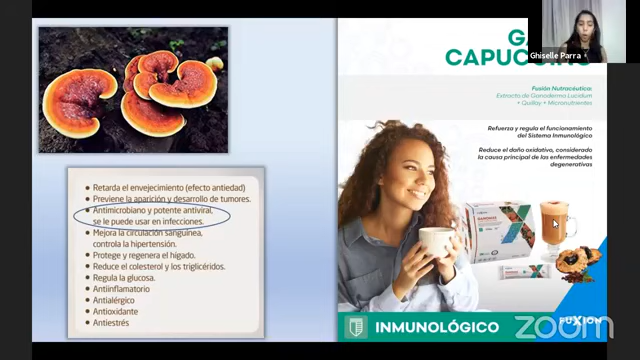 Retarda el envejecimiento (efecto antiedad)
Previene la aparición y desarrollo de tumores.
Antimicrobiano y potente antiviral,
se le puede usar en infecciones.
Mejora la circulación sanguínea,
controla la hipertensión.
Protege y regenera el hígado.
Reduce el colesterol y los triglicéridos.
Regula la glucosa.
Antiinflamatorio
Antialérgico
Antioxidante
Antiestrés
Ghiselle Parra
Fusión Nutracéutica:
Extracto de Ganoderma Lucidum
+ Quillay + Micronutrientes
Refuerza y regula el funcionamiento
del Sistema Inmunológico
Reduce el daño oxidativo, considerado
la causa principal de las enfermedades
degenerativas
INMUNOLÓGICO
FUXION
zoom